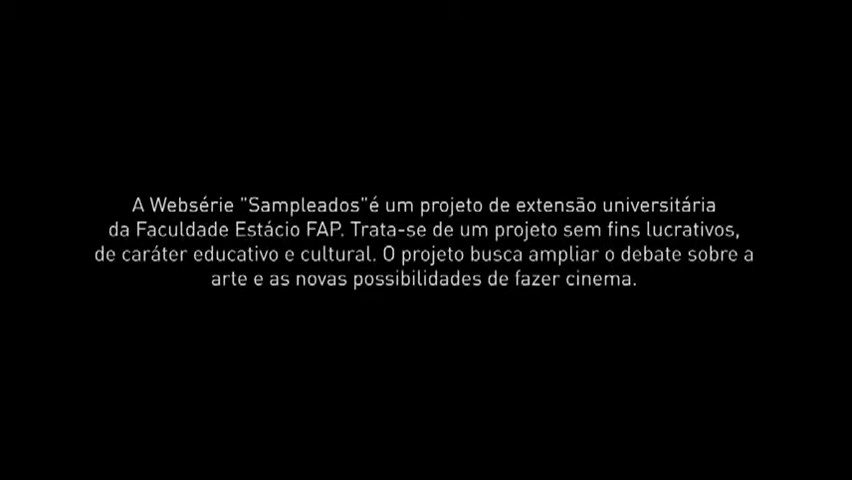 A Websérie "Sampleados"é um projeto de extensão universitária
da Faculdade Estácio FAP. Trata-se de um projeto sem fins lucrativos,
de caráter educativo e cultural. O projeto busca ampliar o debate sobre a
arte e as novas possibilidades de fazer cinema.